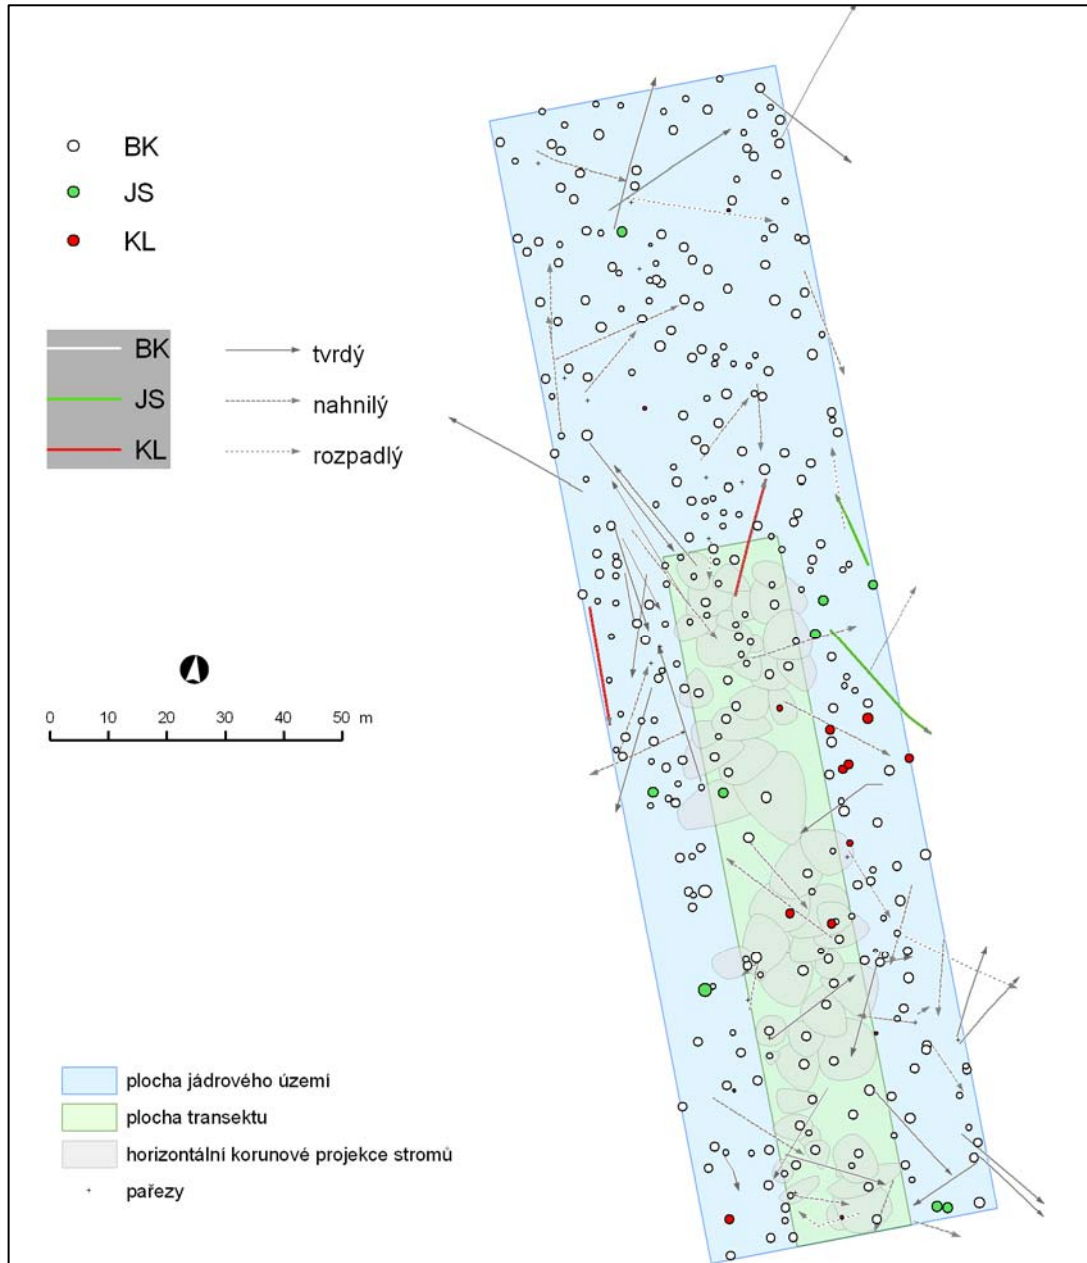 BK
JS
KL
BK
JS
KL
tvrdý
nahnilý
rozpadlý
0 10 20 30 40 50 m
plocha jádrového území
plocha transektu
horizontální korunové projekce stromů
pařezy